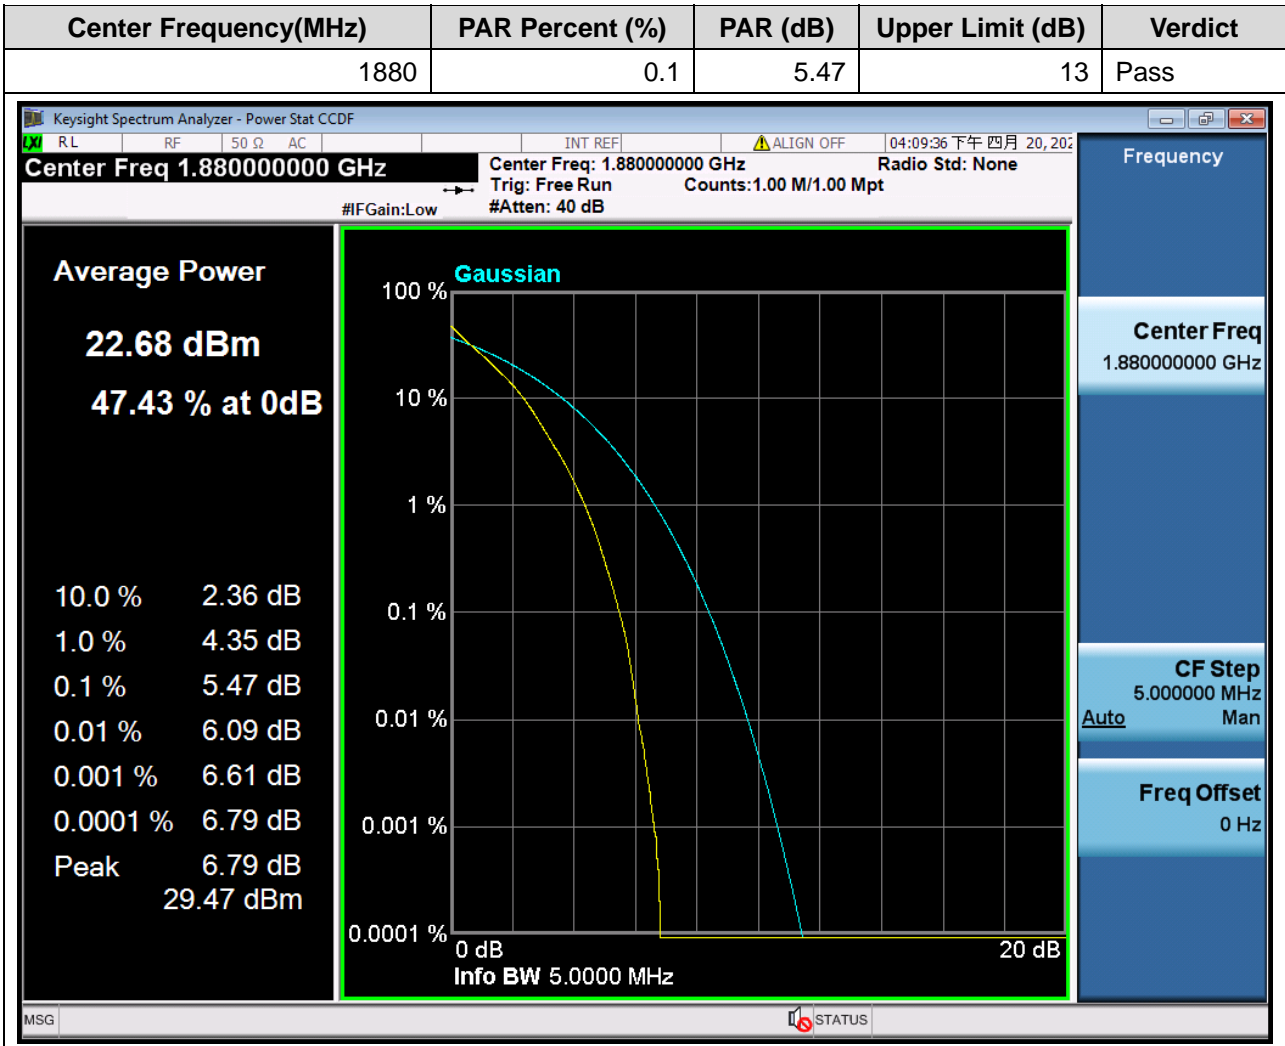 Center Frequency(MHz) PAR Percent (%) PAR (dB) Upper Limit (dB) Verdict
1880 0.1 5.47 13 Pass
Keysight Spectrum Analyzer - Power Stat CCDF
LXI RL RF 50 Ω AC INT REF ALIGN OFF 04:09:36 下午 四月 20, 202
Center Freq 1.880000000 GHz
Center Freq: 1.880000000 GHz Radio Std: None
Trig: Free Run Counts:1.00 M/1.00 Mpt
#IFGain:Low #Atten: 40 dB
Average Power
22.68 dBm
47.43 % at 0dB
10.0 % 2.36 dB
1.0 % 4.35 dB
0.1 % 5.47 dB
0.01 % 6.09 dB
0.001 % 6.61 dB
0.0001 % 6.79 dB
Peak 6.79 dB
29.47 dBm
Gaussian
100 %
10 %
1 %
0.1 %
0.01 %
0.001 %
0.0001 %
0 dB 20 dB
Info BW 5.0000 MHz
Frequency
Center Freq
1.880000000 GHz
CF Step
5.000000 MHz
Auto Man
Freq Offset
0 Hz
MSG STATUS